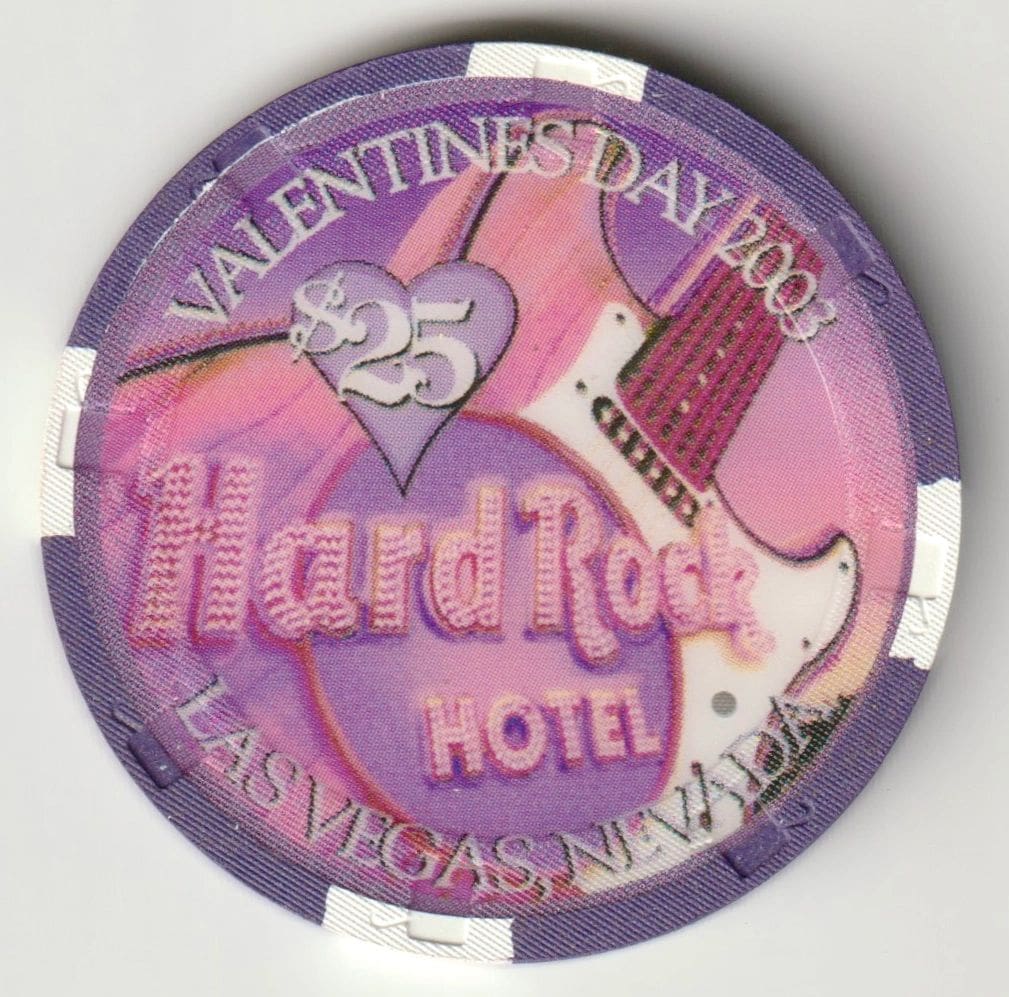 VALENTINES DAY 2003
$25
Hard Rock
HOTEL
LAS VEGAS, NEVADA